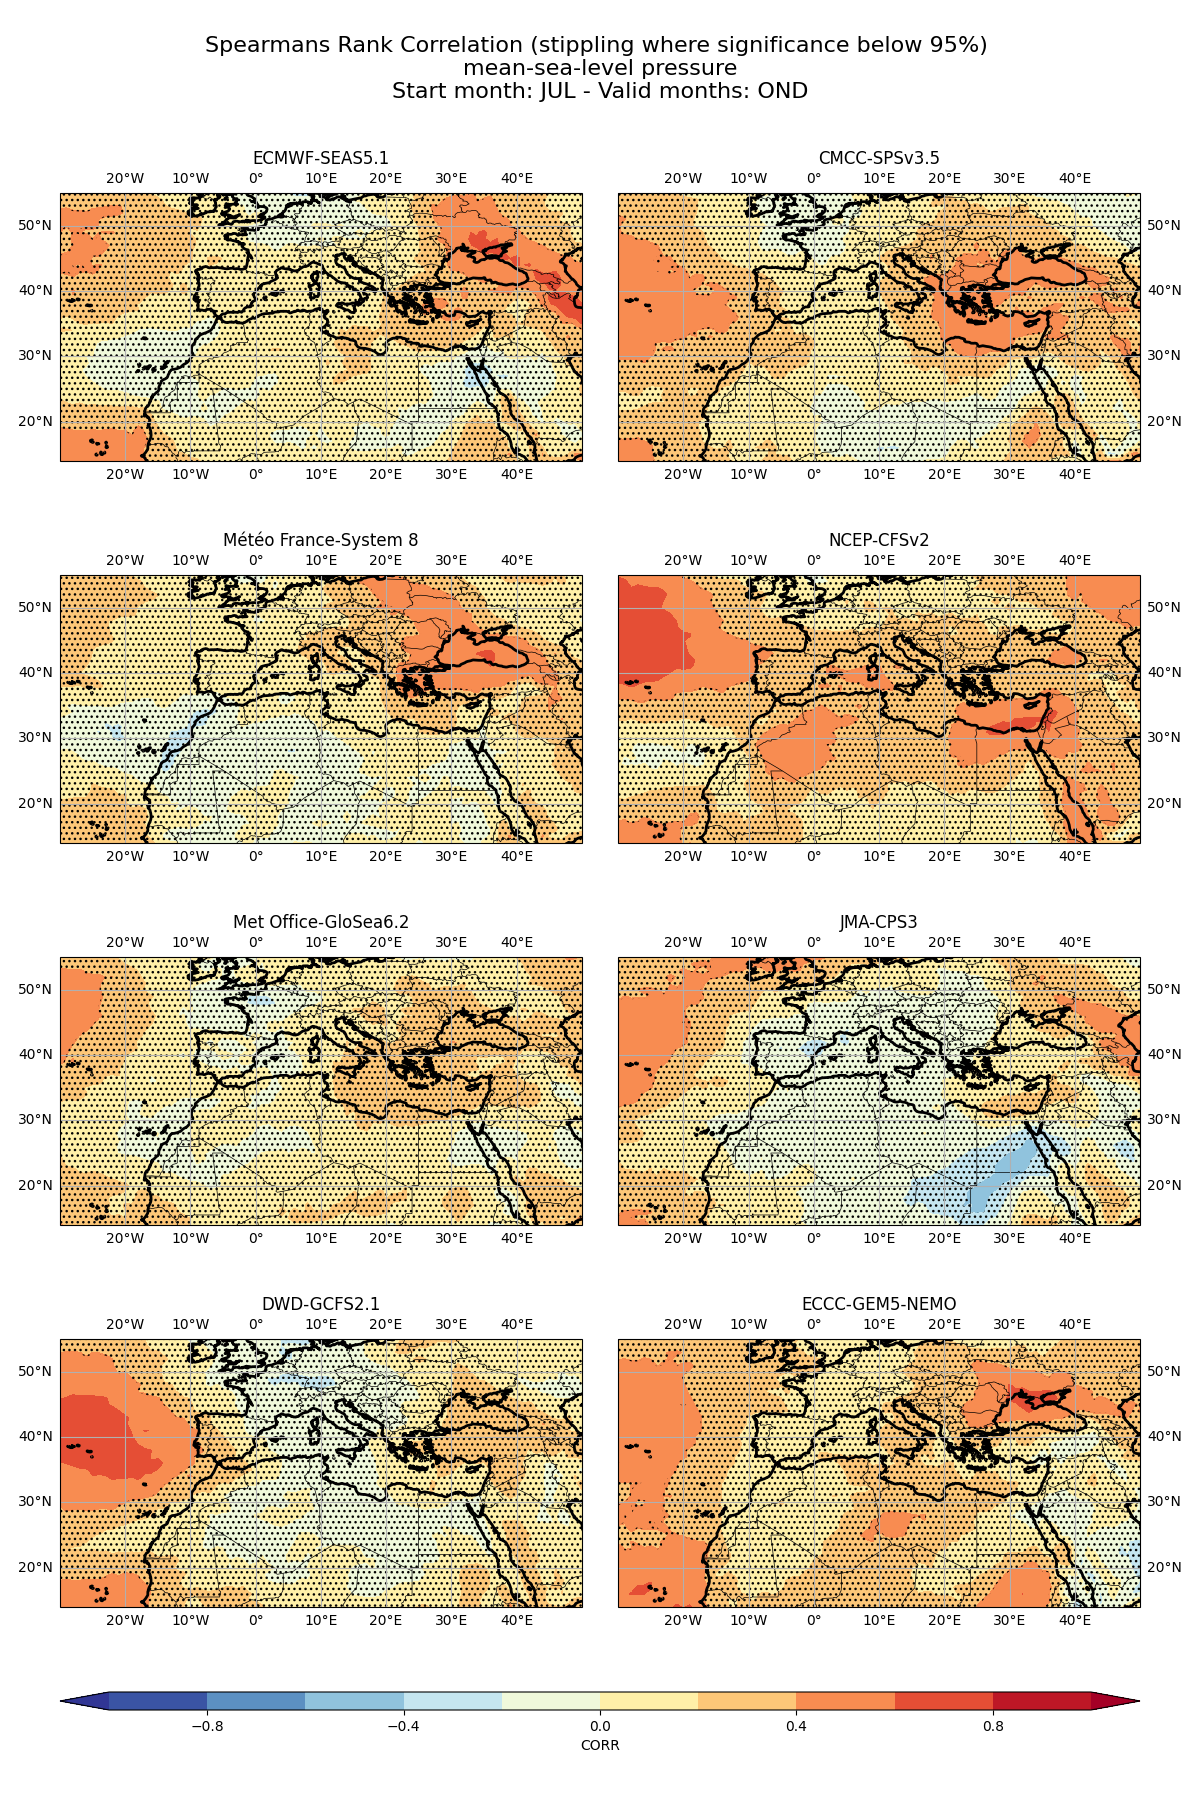 Spearmans Rank Correlation (stippling where significance below 95%)
mean-sea-level pressure
Start month: JUL - Valid months: OND
ECMWF-SEAS5.1
20°W 10°W 0° 10°E 20°E 30°E 40°E
50°N
40°N
30°N
20°N
20°W 10°W 0° 10°E 20°E 30°E 40°E
CMCC-SPSv3.5
20°W 10°W 0° 10°E 20°E 30°E 40°E
50°N
40°N
30°N
20°N
20°W 10°W 0° 10°E 20°E 30°E 40°E
Météo France-System 8
20°W 10°W 0° 10°E 20°E 30°E 40°E
50°N
40°N
30°N
20°N
20°W 10°W 0° 10°E 20°E 30°E 40°E
NCEP-CFSv2
20°W 10°W 0° 10°E 20°E 30°E 40°E
50°N
40°N
30°N
20°N
20°W 10°W 0° 10°E 20°E 30°E 40°E
Met Office-GloSea6.2
20°W 10°W 0° 10°E 20°E 30°E 40°E
50°N
40°N
30°N
20°N
20°W 10°W 0° 10°E 20°E 30°E 40°E
JMA-CPS3
20°W 10°W 0° 10°E 20°E 30°E 40°E
50°N
40°N
30°N
20°N
20°W 10°W 0° 10°E 20°E 30°E 40°E
DWD-GCFS2.1
20°W 10°W 0° 10°E 20°E 30°E 40°E
50°N
40°N
30°N
20°N
20°W 10°W 0° 10°E 20°E 30°E 40°E
ECCC-GEM5-NEMO
20°W 10°W 0° 10°E 20°E 30°E 40°E
50°N
40°N
30°N
20°N
20°W 10°W 0° 10°E 20°E 30°E 40°E
−0.8 −0.4 0.0 0.4 0.8
CORR